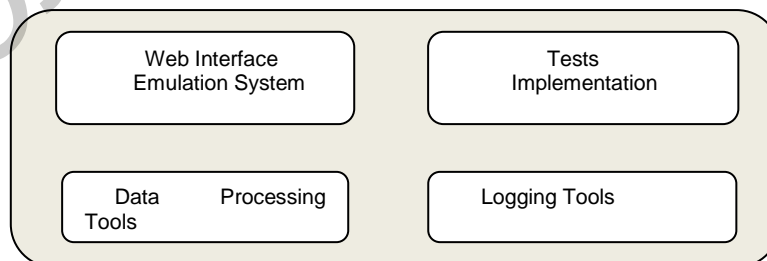 Web Interface
Emulation System
Tests
Implementation
Data Processing
Tools
Logging Tools